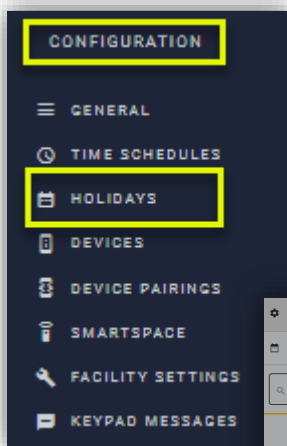 CONFIGURATION
GENERAL
TIME SCHEDULES
HOLIDAYS
DEVICES
DEVICE PAIRINGS
SMARTSPACE
FACILITY SETTINGS
KEYPAD MESSAGES